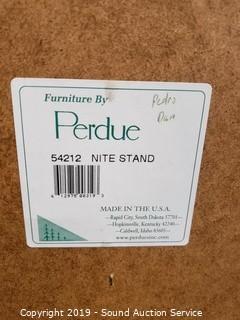 Furniture By
Pedro
Perdue
54212 NITE STAND
MADE IN THE U.S.A.
—Rapid City, South Dakota 57701—
—Hopkinsville, Kentucky 42240—
—Caldwell, Idaho 83605—
www.perdueinc.com
Copyright 2019 - Sound Auction Service